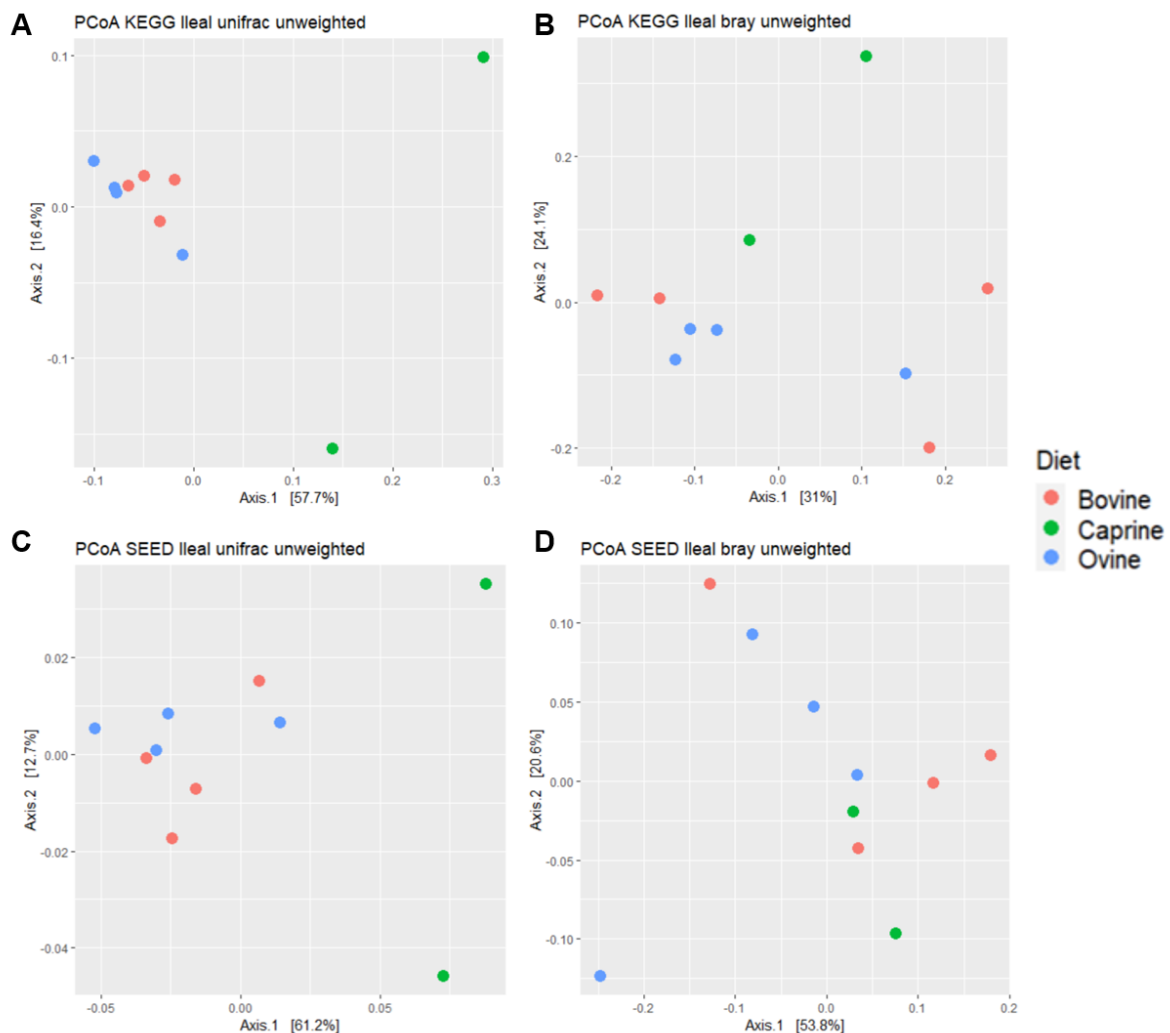 A
PCoA KEGG Ileal unifrac unweighted
0.1
0.0
-0.1
Axis.2 [16.4%]
-0.1
0.0
0.1
0.2
0.3
Axis.1 [57.7%]
B
PCoA KEGG Ileal bray unweighted
0.2
0.0
-0.2
Axis.2 [24.1%]
-0.2
-0.1
0.0
0.1
0.2
Axis.1 [31%]
Diet
Bovine
Caprine
Ovine
C
PCoA SEED Ileal unifrac unweighted
0.02
0.00
-0.02
-0.04
Axis.2 [12.7%]
-0.05
0.00
0.05
Axis.1 [61.2%]
D
PCoA SEED Ileal bray unweighted
0.10
0.05
0.00
-0.05
-0.10
Axis.2 [20.6%]
-0.2
-0.1
0.0
0.1
0.2
Axis.1 [53.8%]